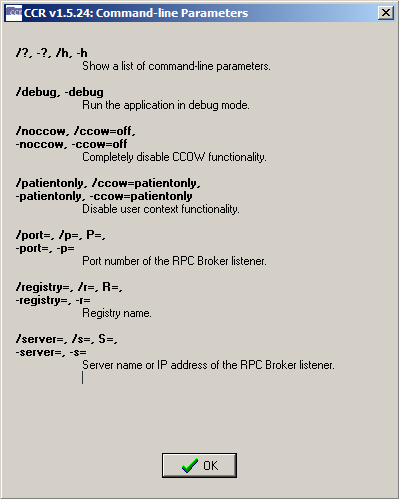 CCR CCR v1.5.24: Command-line Parameters
/?, -?, /h, -h
Show a list of command-line parameters.
/debug, -debug
Run the application in debug mode.
/noccow, /ccow=off,
-noccow, -ccow=off
Completely disable CCOW functionality.
/patientonly, /ccow=patientonly,
-patientonly, -ccow=patientonly
Disable user context functionality.
/port=, /p=, P=,
-port=, -p=
Port number of the RPC Broker listener.
/registry=, /r=, R=,
-registry=, -r=
Registry name.
/server=, /s=, S=,
-server=, -s=
Server name or IP address of the RPC Broker listener.
OK